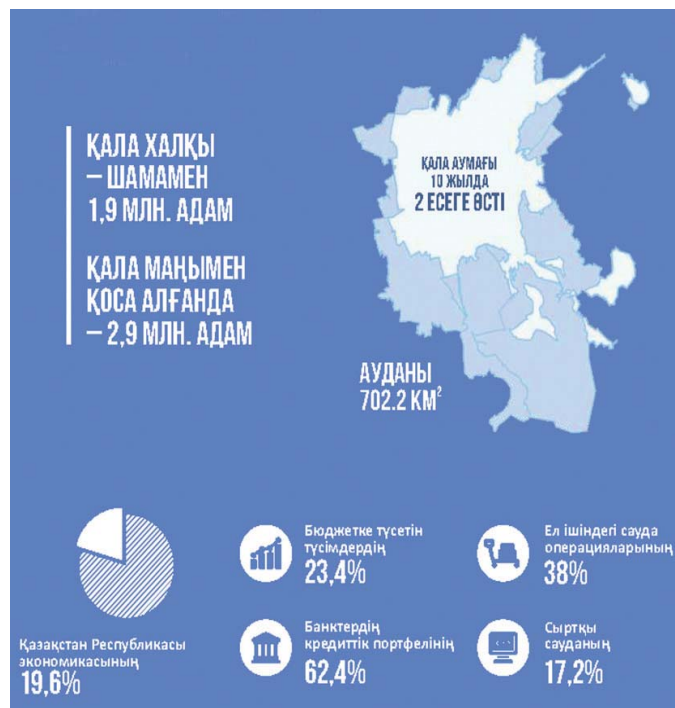 ҚАЛА ХАЛҚЫ
– ШАМАМЕН
1,9 МЛН. АДАМ
ҚАЛА МАҢЫМЕН
ҚОСА АЛҒАНДА
– 2,9 МЛН. АДАМ
ҚАЛА АУМАҒЫ
10 ЖЫЛДА
2 ЕСЕГЕ ӨСТІ
АУДАНЫ
702.2 КМ²
Қазақстан Республикасы
экономикасының
19,6%
Бюджетке түсетін
түсімдердің
23,4%
Ел ішіндегі сауда
операцияларының
38%
Банктердің
кредиттік портфелінің
62,4%
Сыртқы
сауданың
17,2%